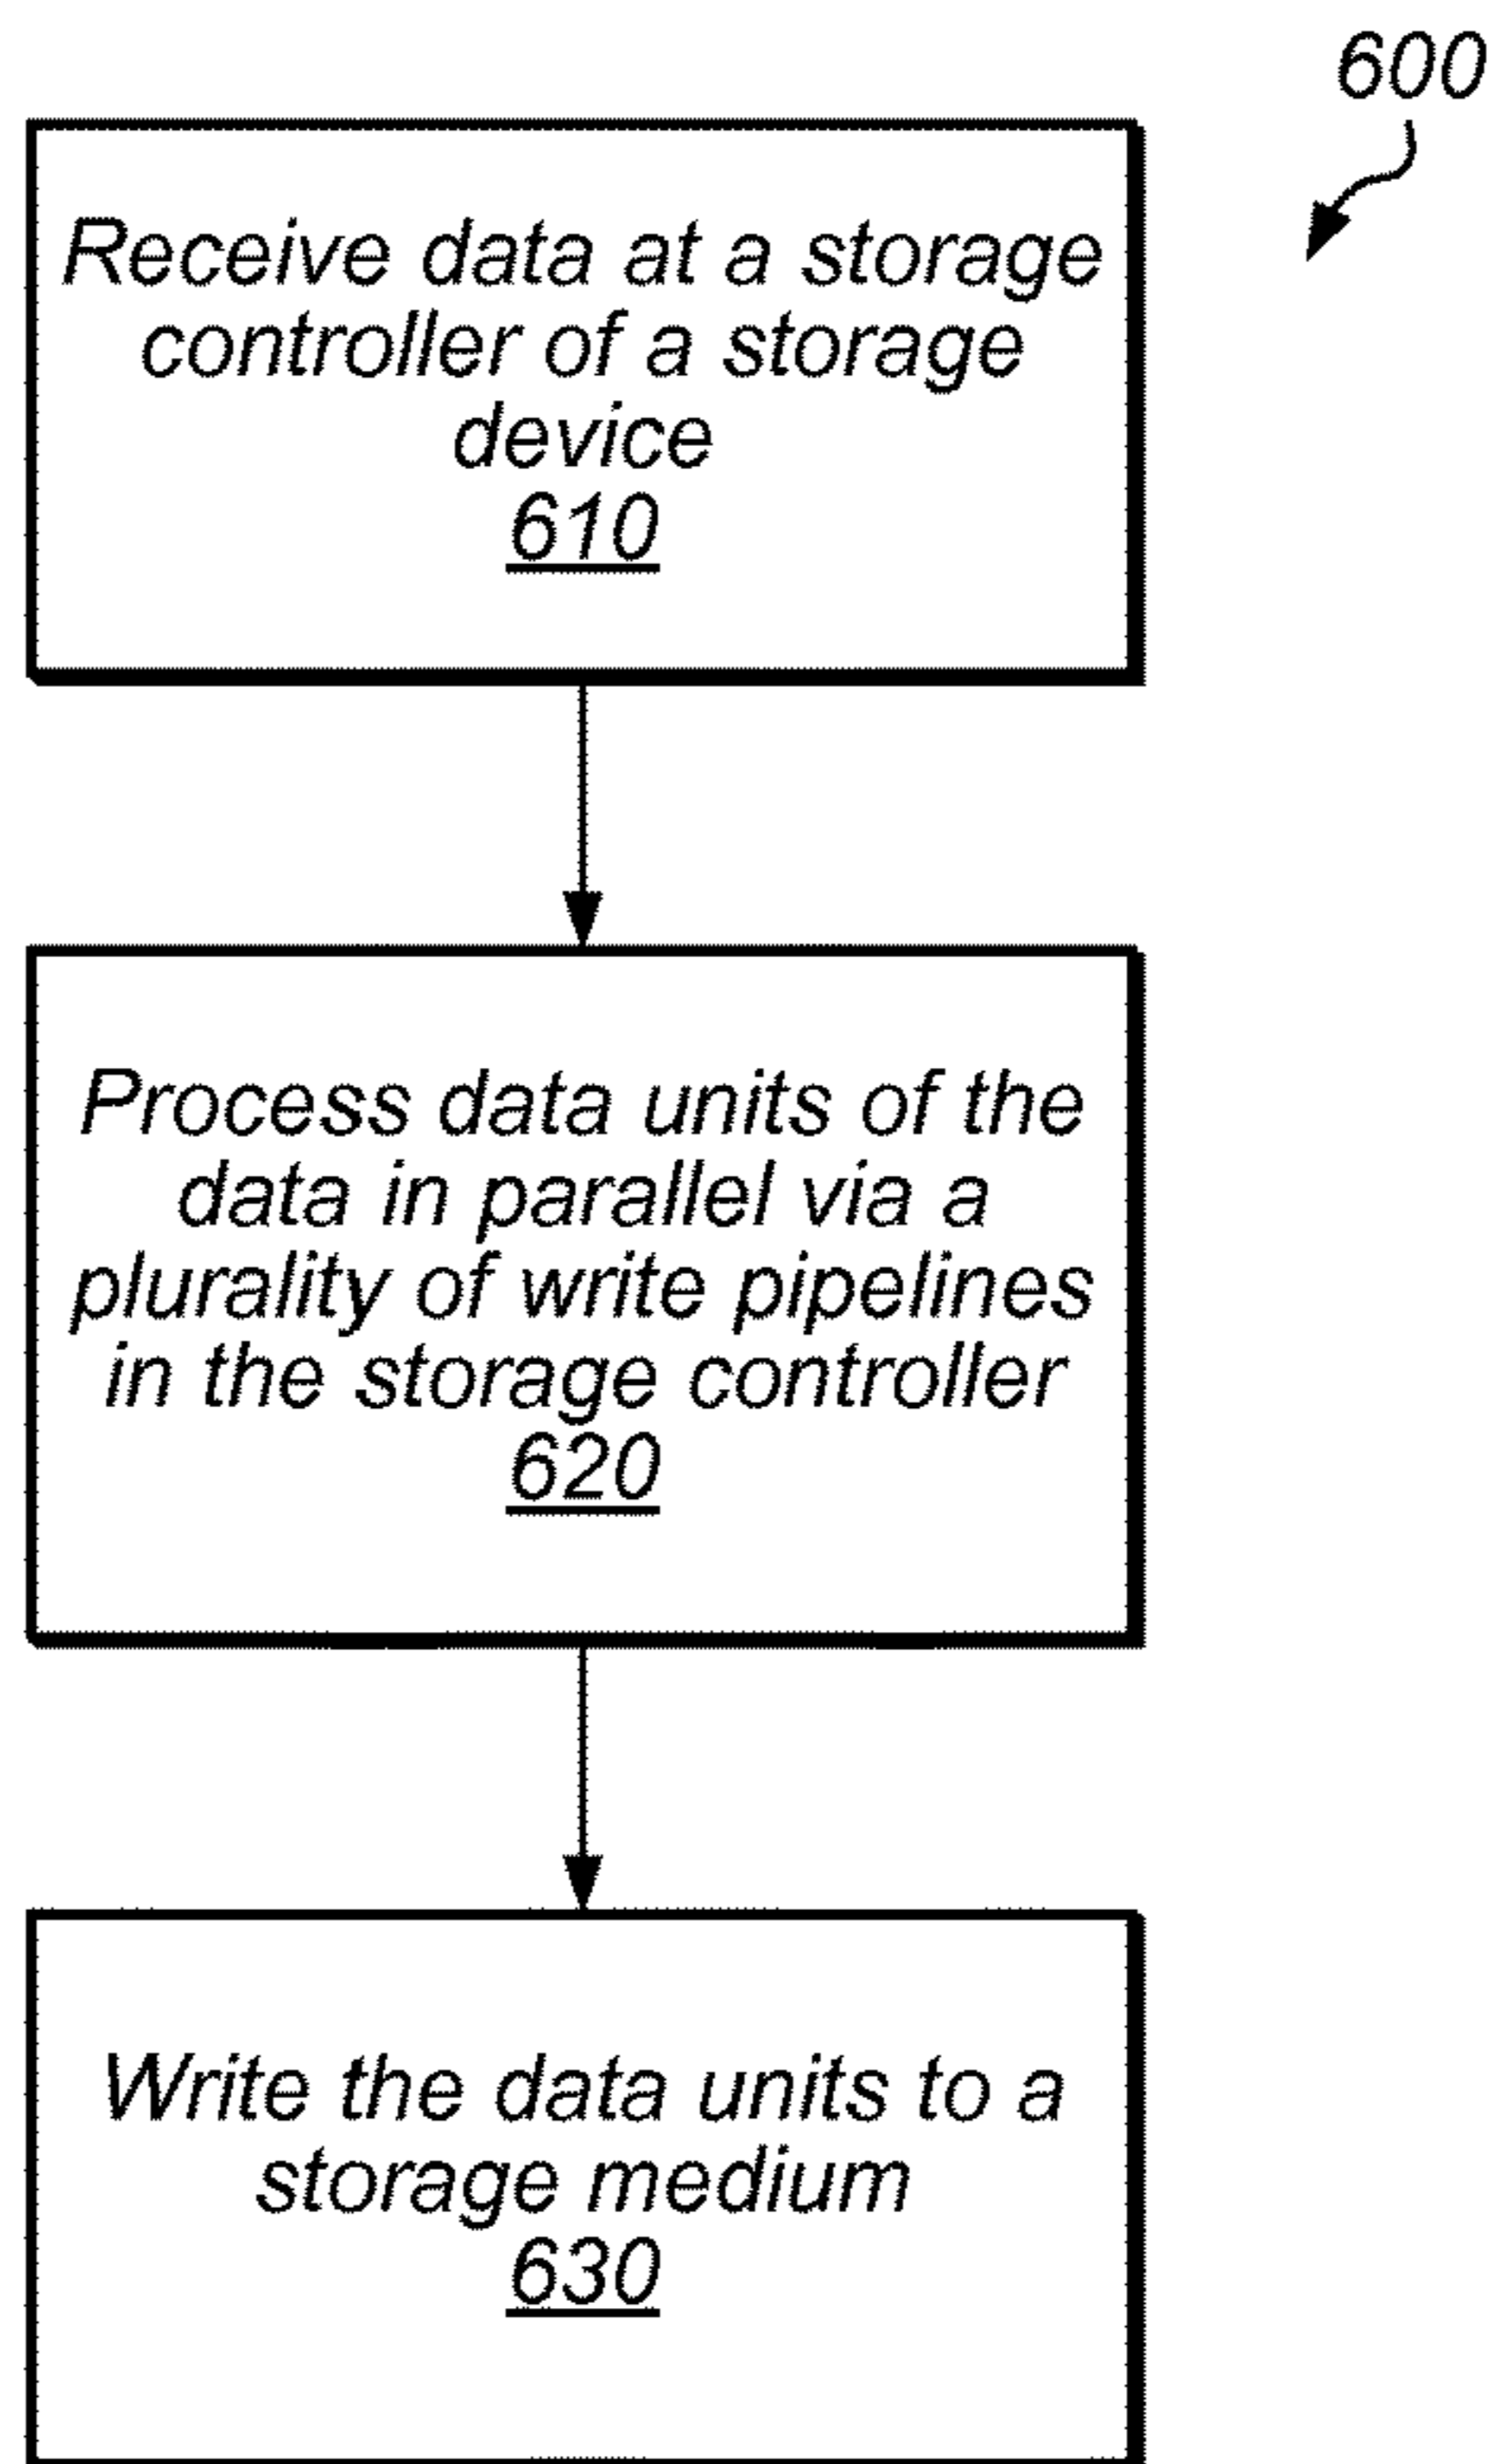 600
Receive data at a storage
controller of a storage
device
610
Process data units of the
data in parallel via a
plurality of write pipelines
in the storage controller
620
Write the data units to a
storage medium
630